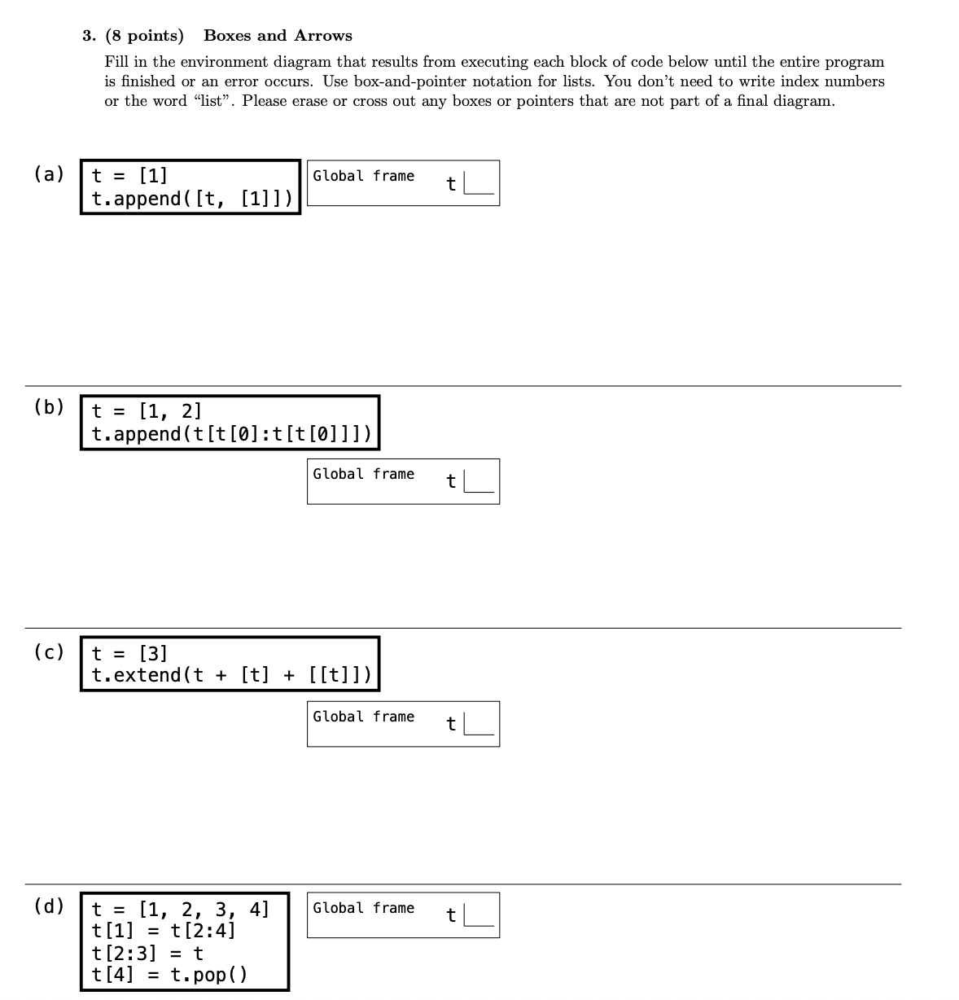 3. (8 points) Boxes and Arrows
Fill in the environment diagram that results from executing each block of code below until the entire program
is finished or an error occurs. Use box-and-pointer notation for lists. You don’t need to write index numbers
or the word “list”. Please erase or cross out any boxes or pointers that are not part of a final diagram.
(a)
t = [1]
t.append([t, [1]])
Global frame t
(b)
t = [1, 2]
t.append(t[t[0]:t[t[0]]])
Global frame t
(c)
t = [3]
t.extend(t + [t] + [[t]])
Global frame t
(d)
t = [1, 2, 3, 4]
t[1] = t[2:4]
t[2:3] = t
t[4] = t.pop()
Global frame t